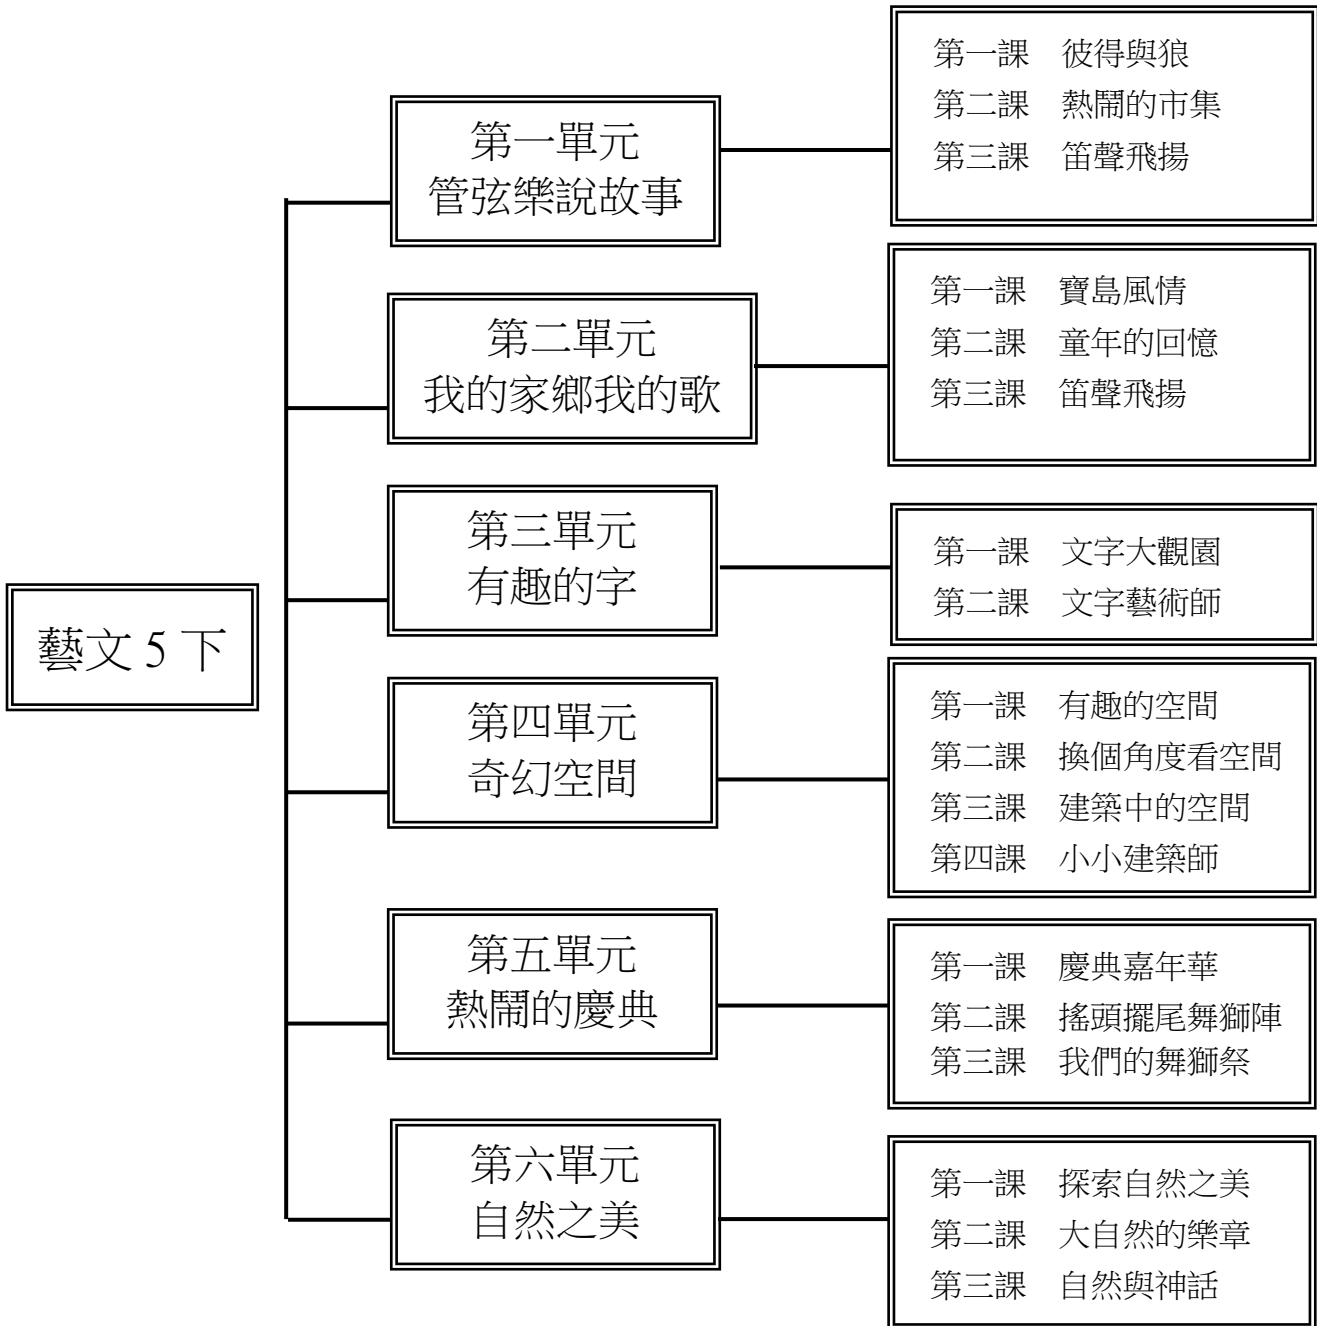 藝文 5 下
第一單元
管弦樂說故事
第一課　彼得與狼
第二課　熱鬧的市集
第三課　笛聲飛揚
第二單元
我的家鄉我的歌
第一課　寶島風情
第二課　童年的回憶
第三課　笛聲飛揚
第三單元
有趣的字
第一課　文字大觀園
第二課　文字藝術師
第四單元
奇幻空間
第一課　有趣的空間
第二課　換個角度看空間
第三課　建築中的空間
第四課　小小建築師
第五單元
熱鬧的慶典
第一課　慶典嘉年華
第二課　搖頭擺尾舞獅陣
第三課　我們的舞獅祭
第六單元
自然之美
第一課　探索自然之美
第二課　大自然的樂章
第三課　自然與神話